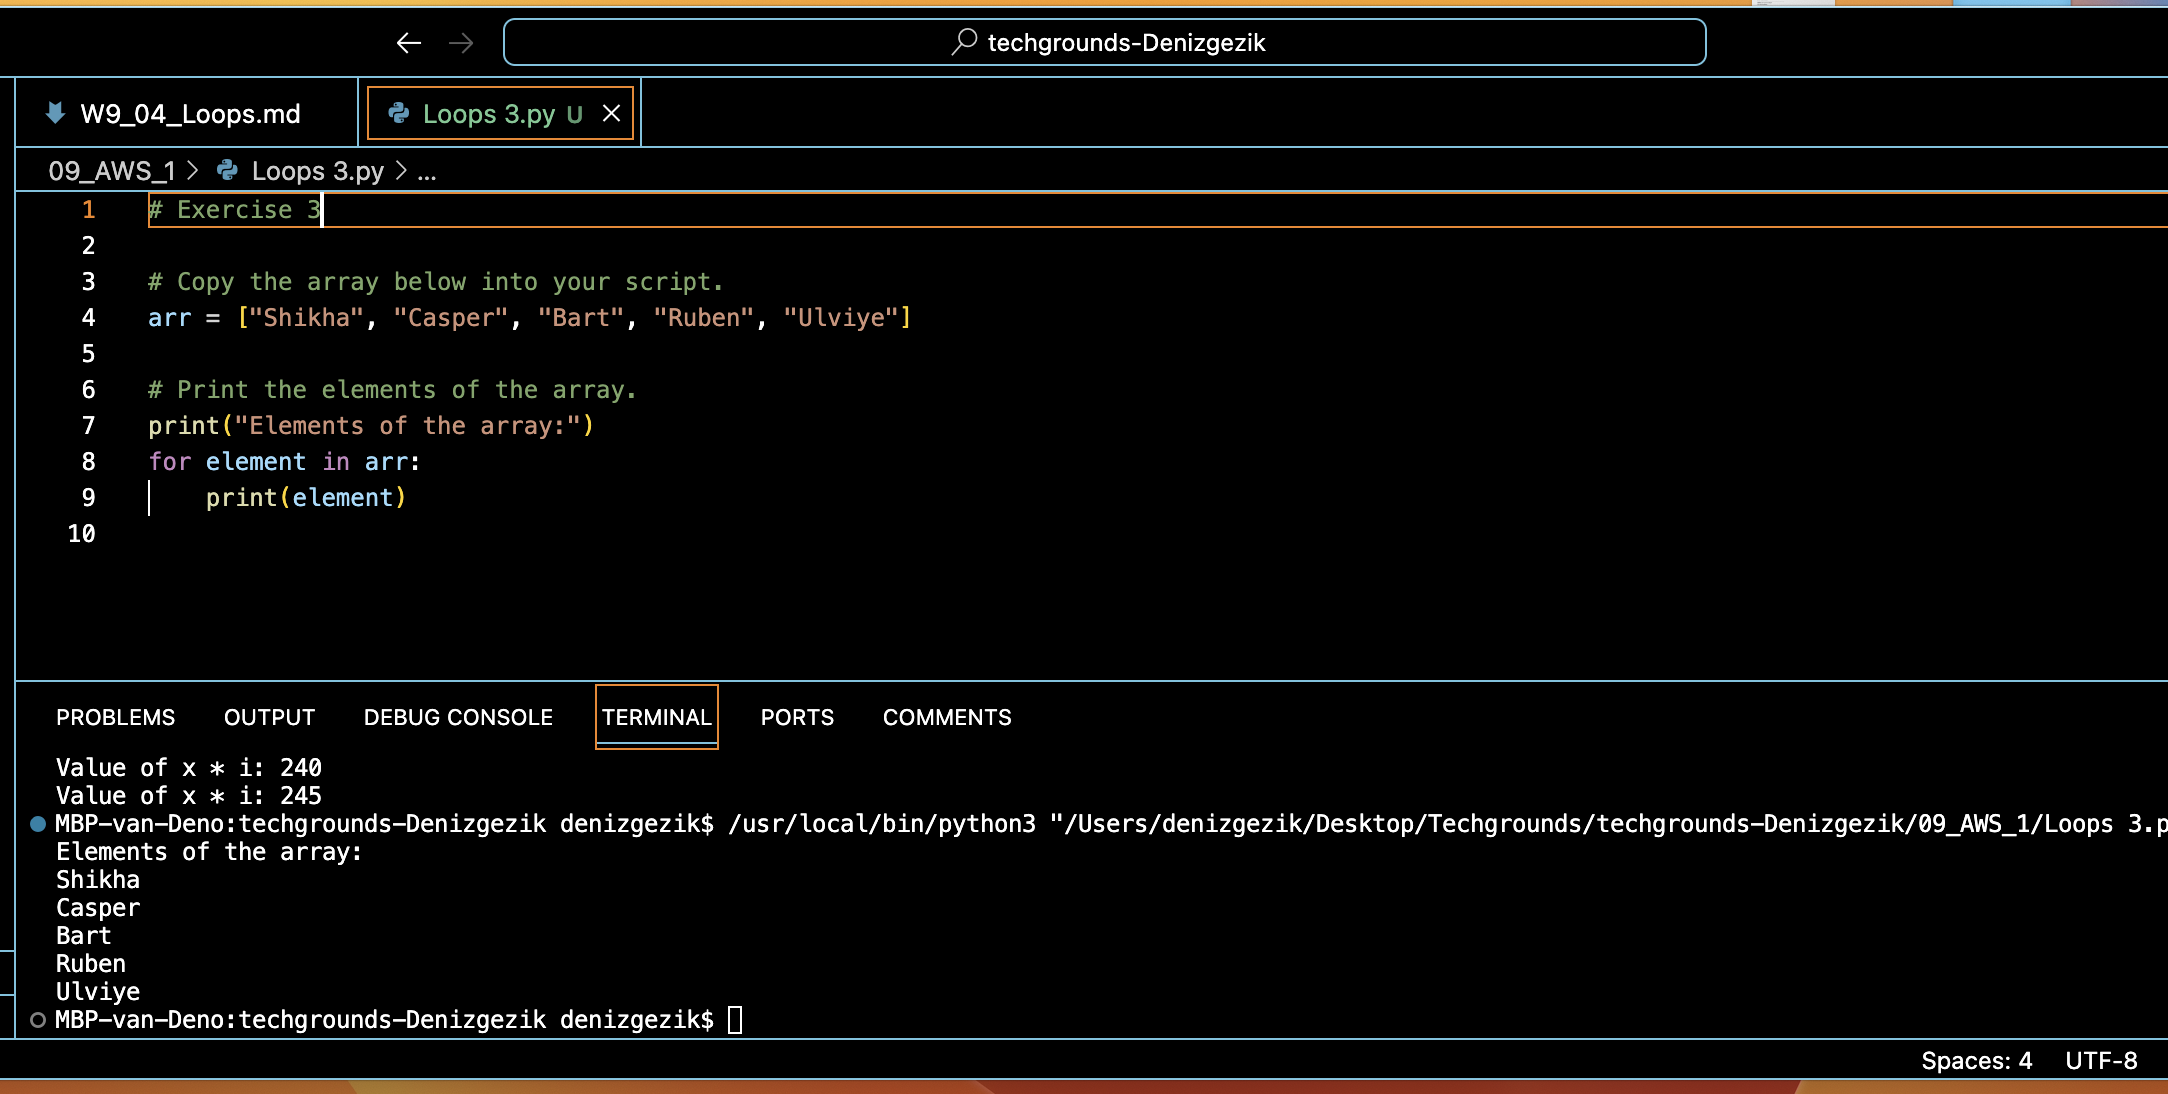 techgrounds-Denizgezik
W9_04_Loops.md
Loops 3.py U
09_AWS_1 > Loops 3.py > ...
1 # Exercise 3
2
3 # Copy the array below into your script.
4 arr = ["Shikha", "Casper", "Bart", "Ruben", "Ulviye"]
5
6 # Print the elements of the array.
7 print("Elements of the array:")
8 for element in arr:
9     print(element)
10
PROBLEMS OUTPUT DEBUG CONSOLE TERMINAL PORTS COMMENTS
Value of x * i: 240
Value of x * i: 245
MBP-van-Deno:techgrounds-Denizgezik denizgezik$ /usr/local/bin/python3 "/Users/denizgezik/Desktop/Techgrounds/techgrounds-Denizgezik/09_AWS_1/Loops 3.p
Elements of the array:
Shikha
Casper
Bart
Ruben
Ulviye
MBP-van-Deno:techgrounds-Denizgezik denizgezik$
Spaces: 4 UTF-8